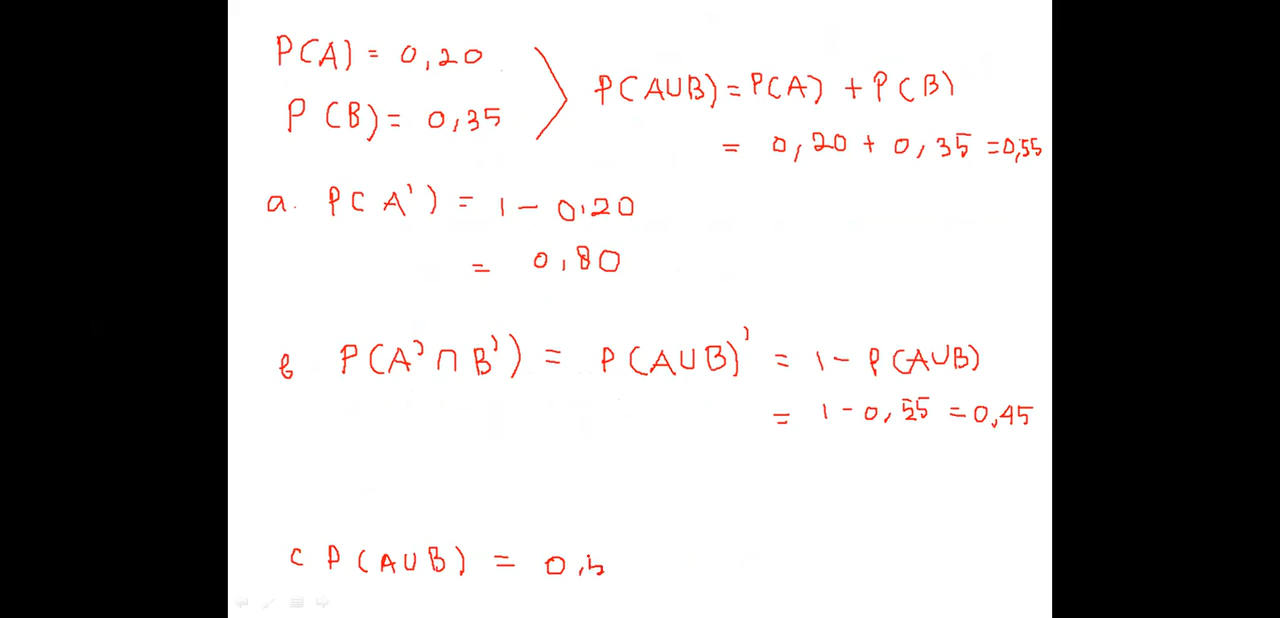 P(A) = 0,20
P(B) = 0,35
P(A∪B) = P(A) + P(B)
= 0,20 + 0,35 = 0,55
a. P(A') = 1 - 0.20
= 0,80
b P(A' ∩ B') = P(A∪B)' = 1 - P(A∪B)
= 1 - 0,55 = 0,45
c P(A∪B) =